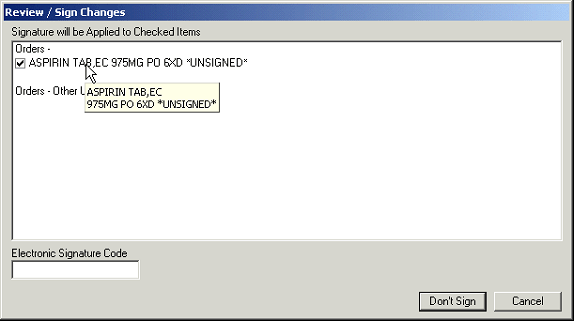 Review / Sign Changes
Signature will be Applied to Checked Items
Orders -
ASPIRIN TAB,EC 975MG PO 6XD *UNSIGNED*
Orders - Other
ASPIRIN TAB,EC
975MG PO 6XD *UNSIGNED*
Electronic Signature Code
Don't Sign
Cancel